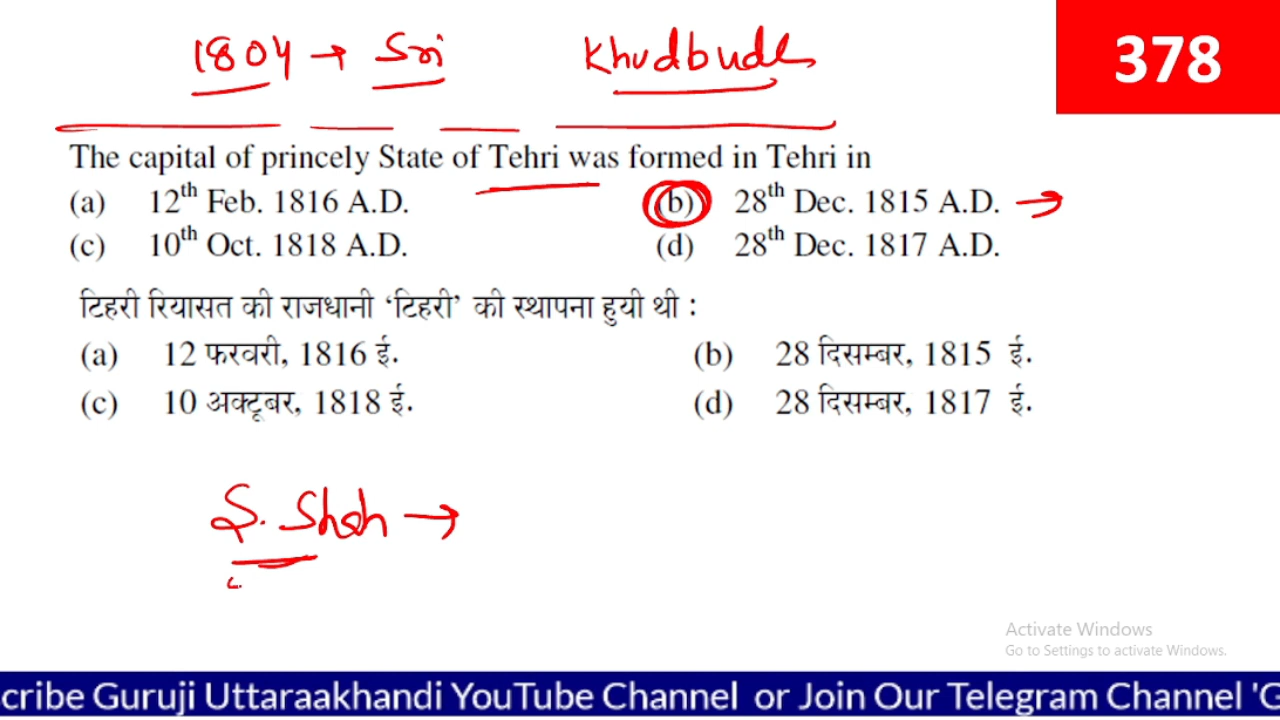 1804 → Sri Khudbuda
378
The capital of princely State of Tehri was formed in Tehri in
(a) 12th Feb. 1816 A.D. (b) 28th Dec. 1815 A.D. →
(c) 10th Oct. 1818 A.D. (d) 28th Dec. 1817 A.D.
टिहरी रियासत की राजधानी ‘टिहरी’ की स्थापना हुयी थी :
(a) 12 फरवरी, 1816 ई. (b) 28 दिसम्बर, 1815 ई.
(c) 10 अक्टूबर, 1818 ई. (d) 28 दिसम्बर, 1817 ई.
S. Shah →
Activate Windows
Go to Settings to activate Windows.
cribe Guruji Uttaraakhandi YouTube Channel or Join Our Telegram Channel 'G